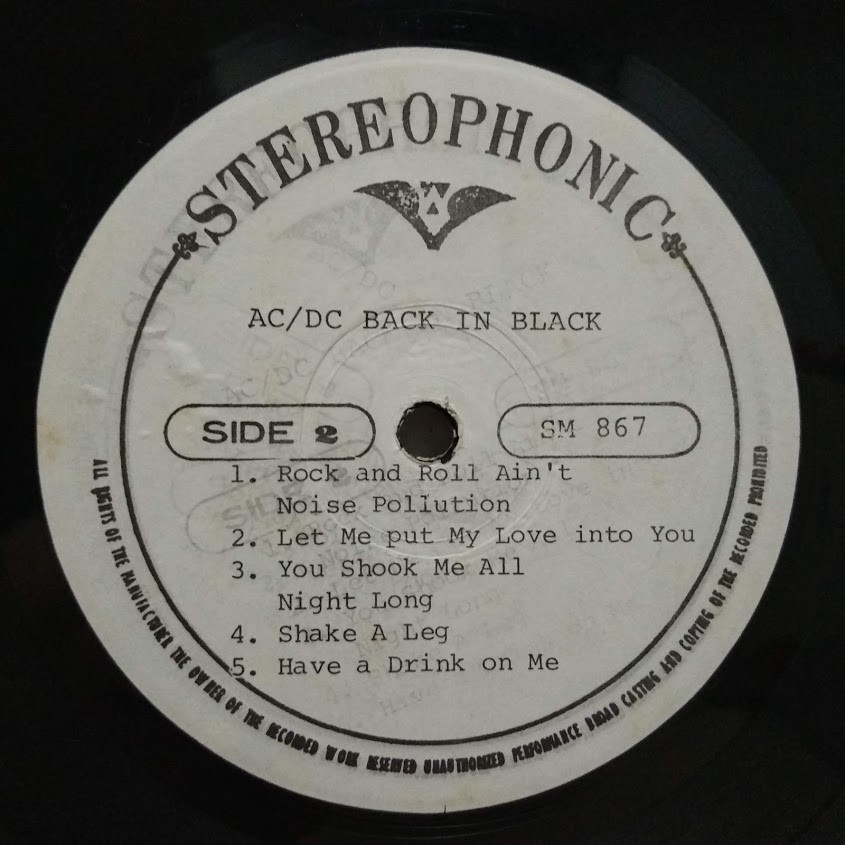 STEREOPHONIC
AC/DC BACK IN BLACK
SIDE 2
SM 867
1. Rock and Roll Ain't
Noise Pollution
2. Let Me put My Love into You
3. You Shook Me All
Night Long
4. Shake A Leg
5. Have a Drink on Me
ALL RIGHTS OF THE MANUFACTURER THE OWNER OF THE RECORDED WORK RESERVED UNAUTHORIZED PERFORMANCE BROAD CASTING AND COPTING OF THE RECORDED PROHIBITED